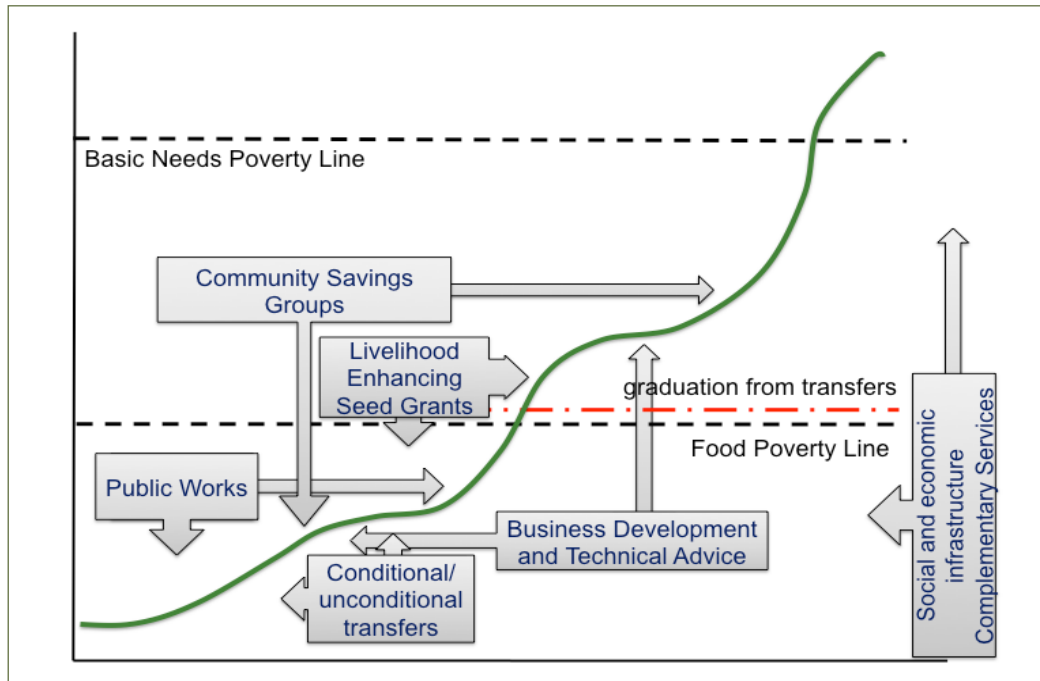 Basic Needs Poverty Line
Community Savings
Groups
Livelihood
Enhancing
Seed Grants
graduation from transfers
Food Poverty Line
Public Works
Business Development
and Technical Advice
Conditional/
unconditional
transfers
Social and economic
infrastructure
Complementary Services